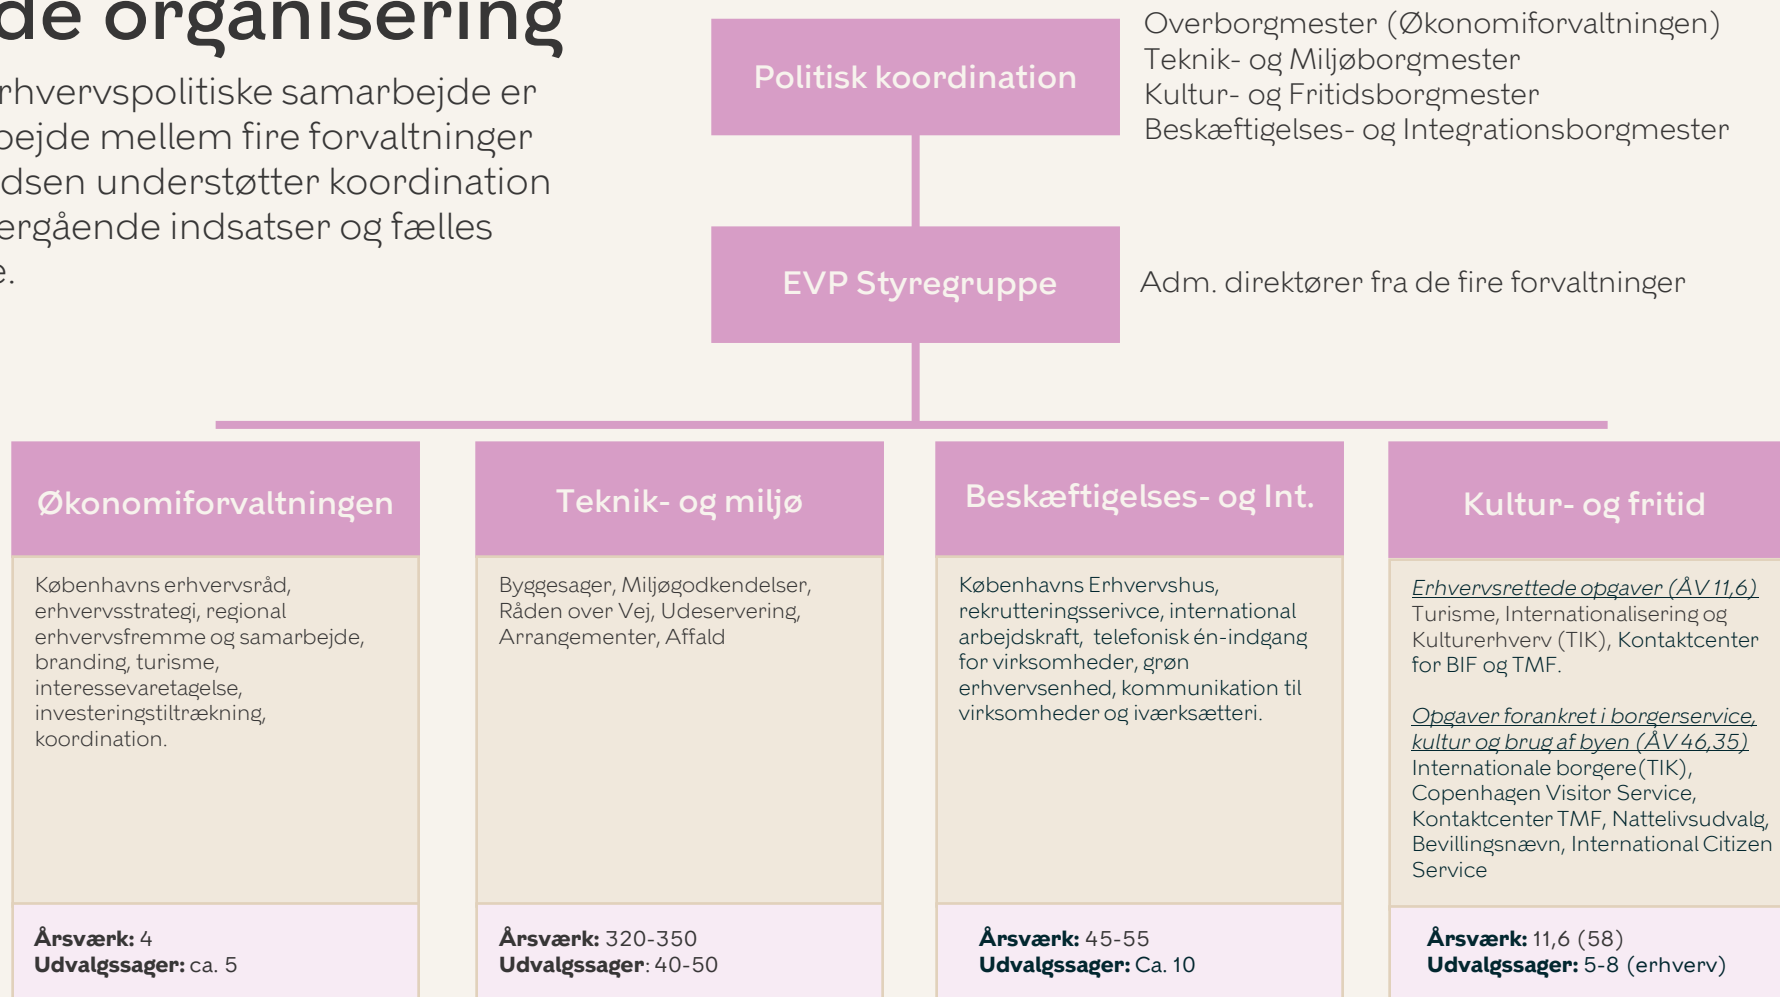 de organisering
rhvervspolitiske samarbejde er
bejde mellem fire forvaltninger
dsen understøtter koordination
ergående indsatser og fælles
e.
Politisk koordination
Overborgmester (Økonomiforvaltningen)
Teknik- og Miljøborgmester
Kultur- og Fritidsborgmester
Beskæftigelses- og Integrationsborgmester
EVP Styregruppe
Adm. direktører fra de fire forvaltninger
Økonomiforvaltningen
Københavns erhvervsråd,
erhvervsstrategi, regional
erhvervsfremme og samarbejde,
branding, turisme,
interessevaretagelse,
investeringstiltrækning,
koordination.
Årsværk: 4
Udvalgssager: ca. 5
Teknik- og miljø
Byggesager, Miljøgodkendelser,
Råden over Vej, Udeservering,
Arrangementer, Affald
Årsværk: 320-350
Udvalgssager: 40-50
Beskæftigelses- og Int.
Københavns Erhvervshus,
rekrutteringsserivce, international
arbejdskraft, telefonisk én-indgang
for virksomheder, grøn
erhvervsenhed, kommunikation til
virksomheder og iværksætteri.
Årsværk: 45-55
Udvalgssager: Ca. 10
Kultur- og fritid
Erhvervsrettede opgaver (ÅV 11,6)
Turisme, Internationalisering og
Kulturerhverv (TIK), Kontaktcenter
for BIF og TMF.
Opgaver forankret i borgerservice,
kultur og brug af byen (ÅV 46,35)
Internationale borgere(TIK),
Copenhagen Visitor Service,
Kontaktcenter TMF, Nattelivsudvalg,
Bevillingsnævn, International Citizen
Service
Årsværk: 11,6 (58)
Udvalgssager: 5-8 (erhverv)